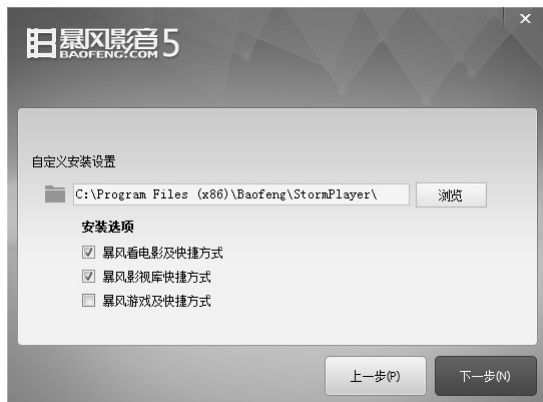 暴风影音5
BAOFENG.COM
自定义安装设置
C:\Program Files (x86)\Baofeng\StormPlayer\ 浏览
安装选项
暴风看电影及快捷方式
暴风影视库快捷方式
暴风游戏及快捷方式
上一步(P) 下一步(N)